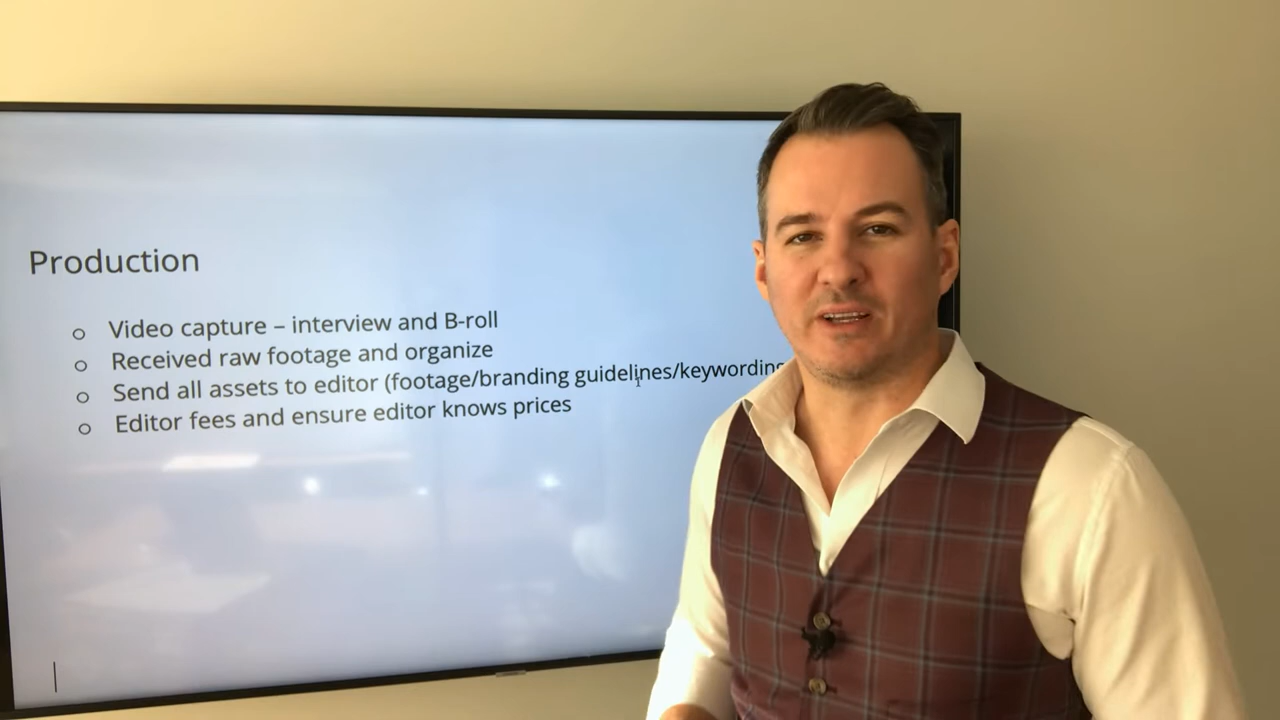 Production
Video capture – interview and B-roll
Received raw footage and organize
Send all assets to editor (footage/branding guidelines/keywording
Editor fees and ensure editor knows prices